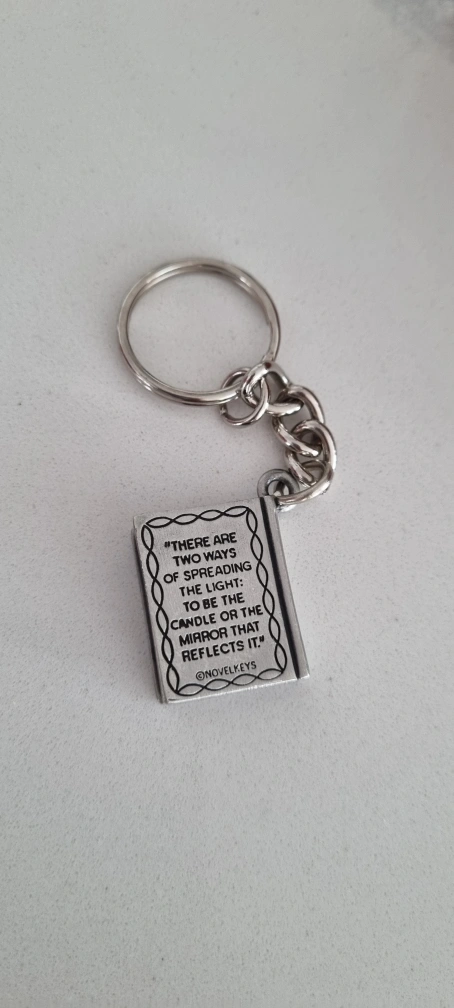 "THERE ARE
TWO WAYS
OF SPREADING
THE LIGHT:
TO BE THE
CANDLE OR THE
MIRROR THAT
REFLECTS IT."
©NOVELKEYS